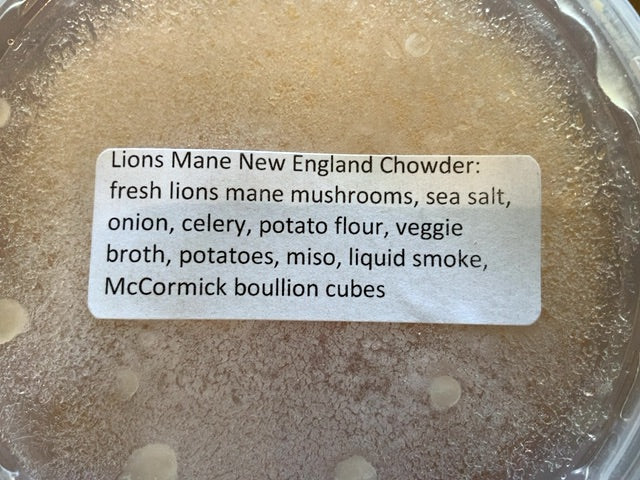 Lions Mane New England Chowder:
fresh lions mane mushrooms, sea salt,
onion, celery, potato flour, veggie
broth, potatoes, miso, liquid smoke,
McCormick boullion cubes